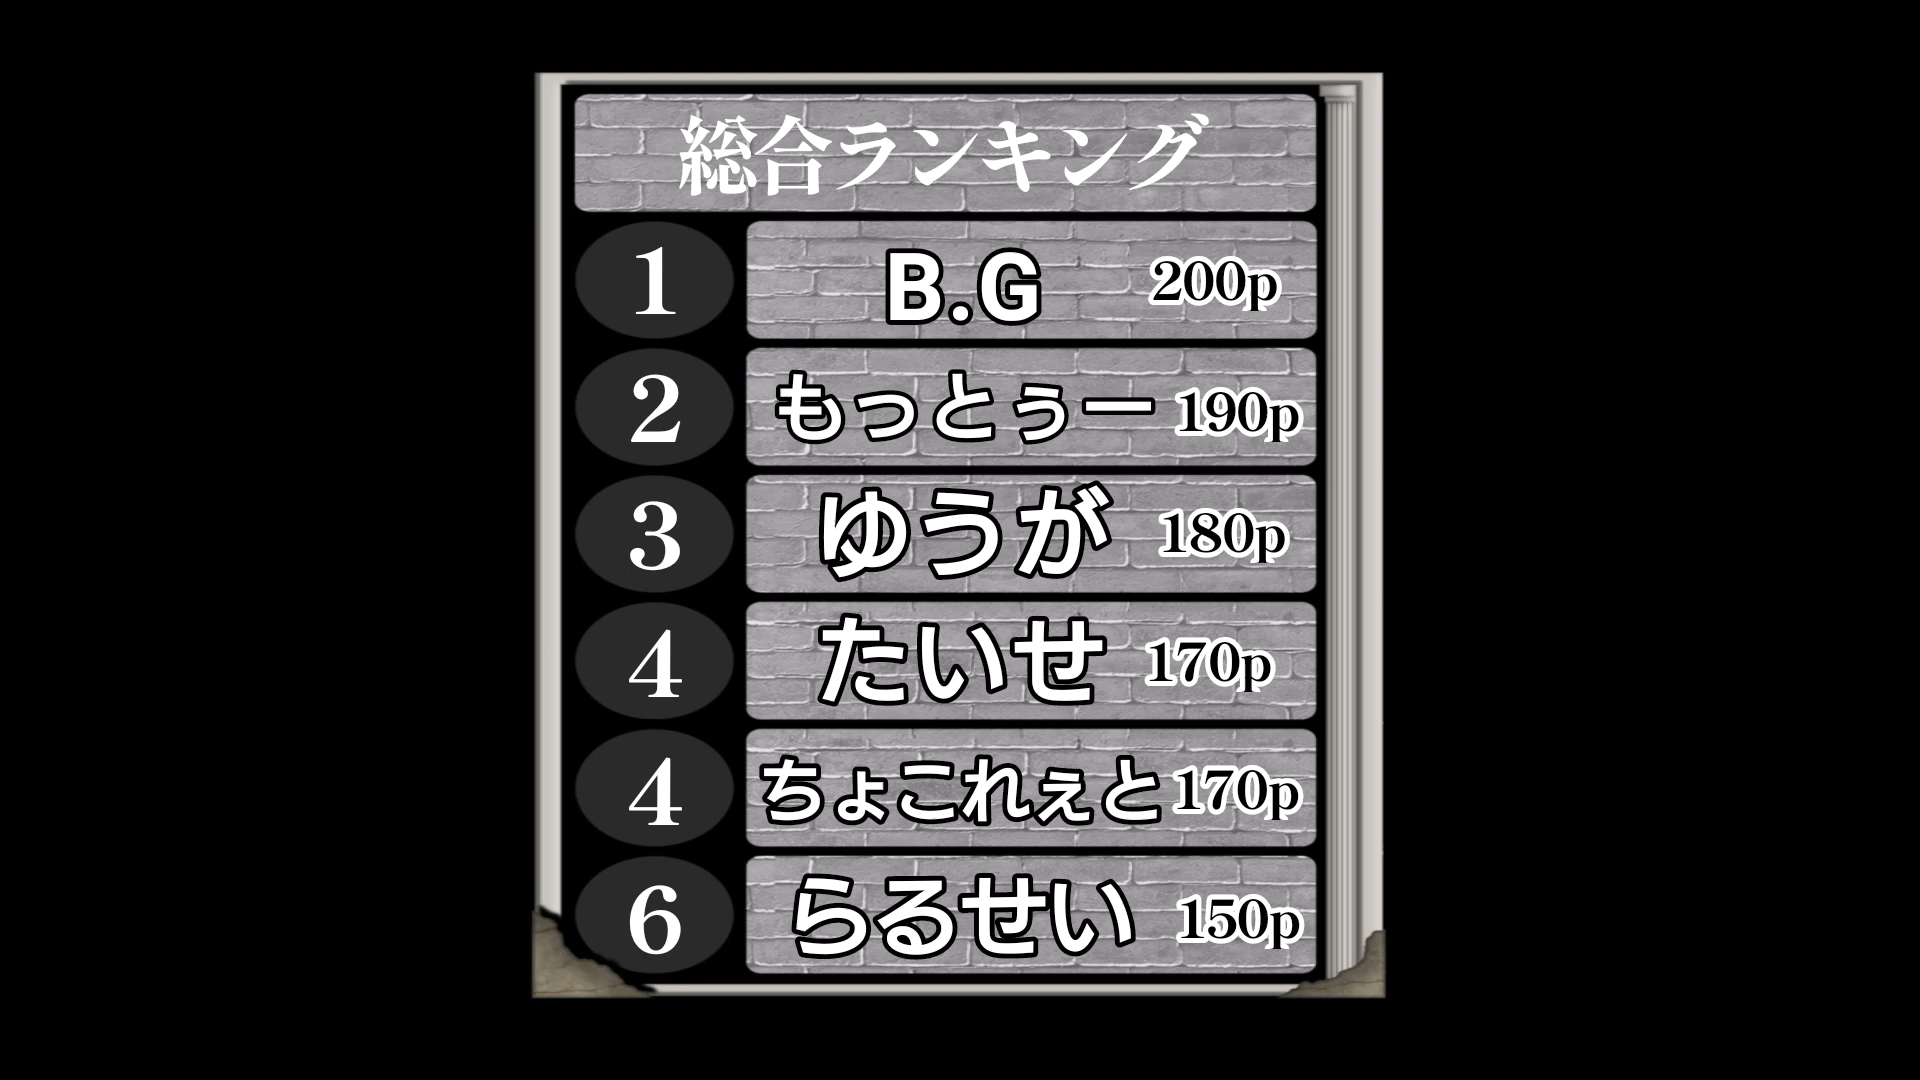 総合ランキング
1 B.G 200p
2 もっとぅー 190p
3 ゆうが 180p
4 たいせ 170p
4 ちょこれぇと 170p
6 らるせい 150p